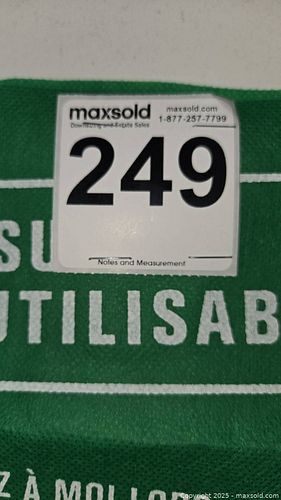 maxsold
Downsizing and Estate Sales
maxsold.com
1-877-257-7799
249
Notes and Measurement
SU
UTILISAB
Z À MOLLO
© Copyright 2025 - maxsold.com